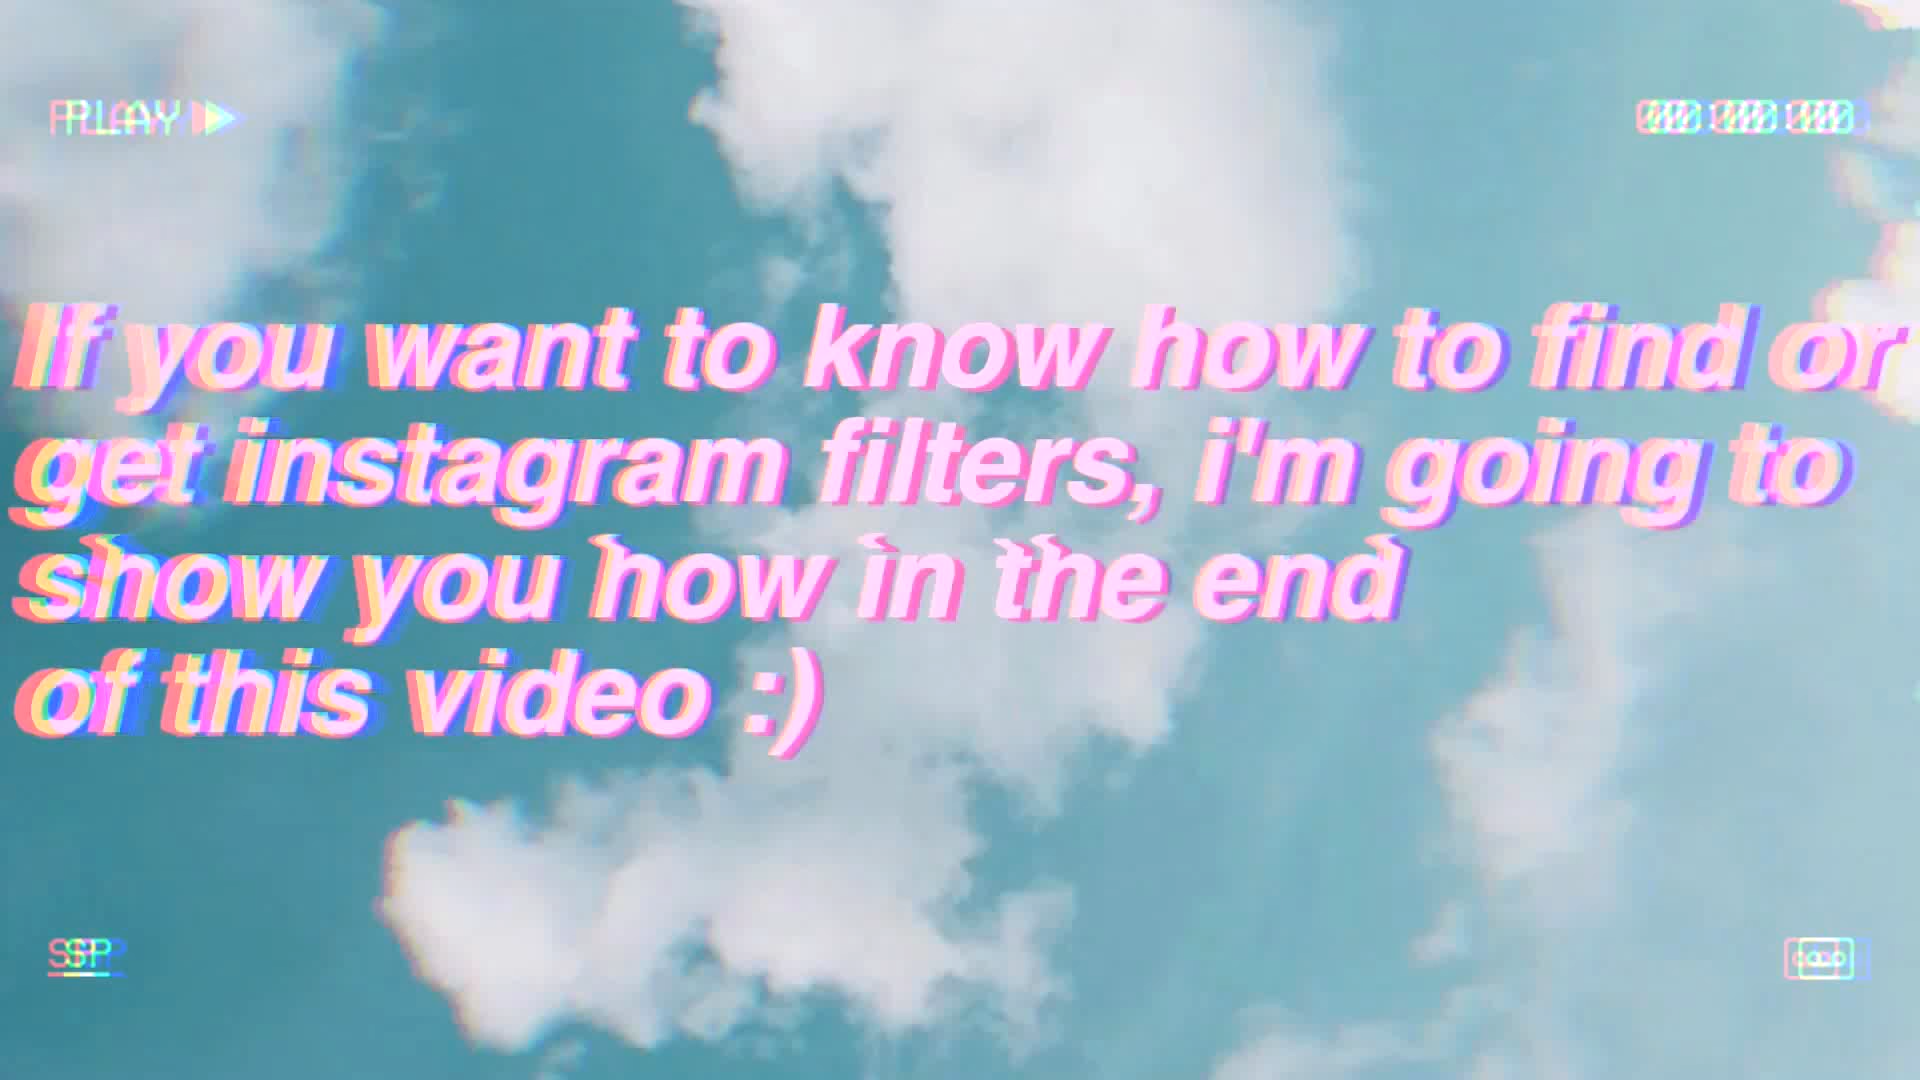 PLAY
If you want to know how to find or
get instagram filters, i'm going to
show you how in the end
of this video :)
SP